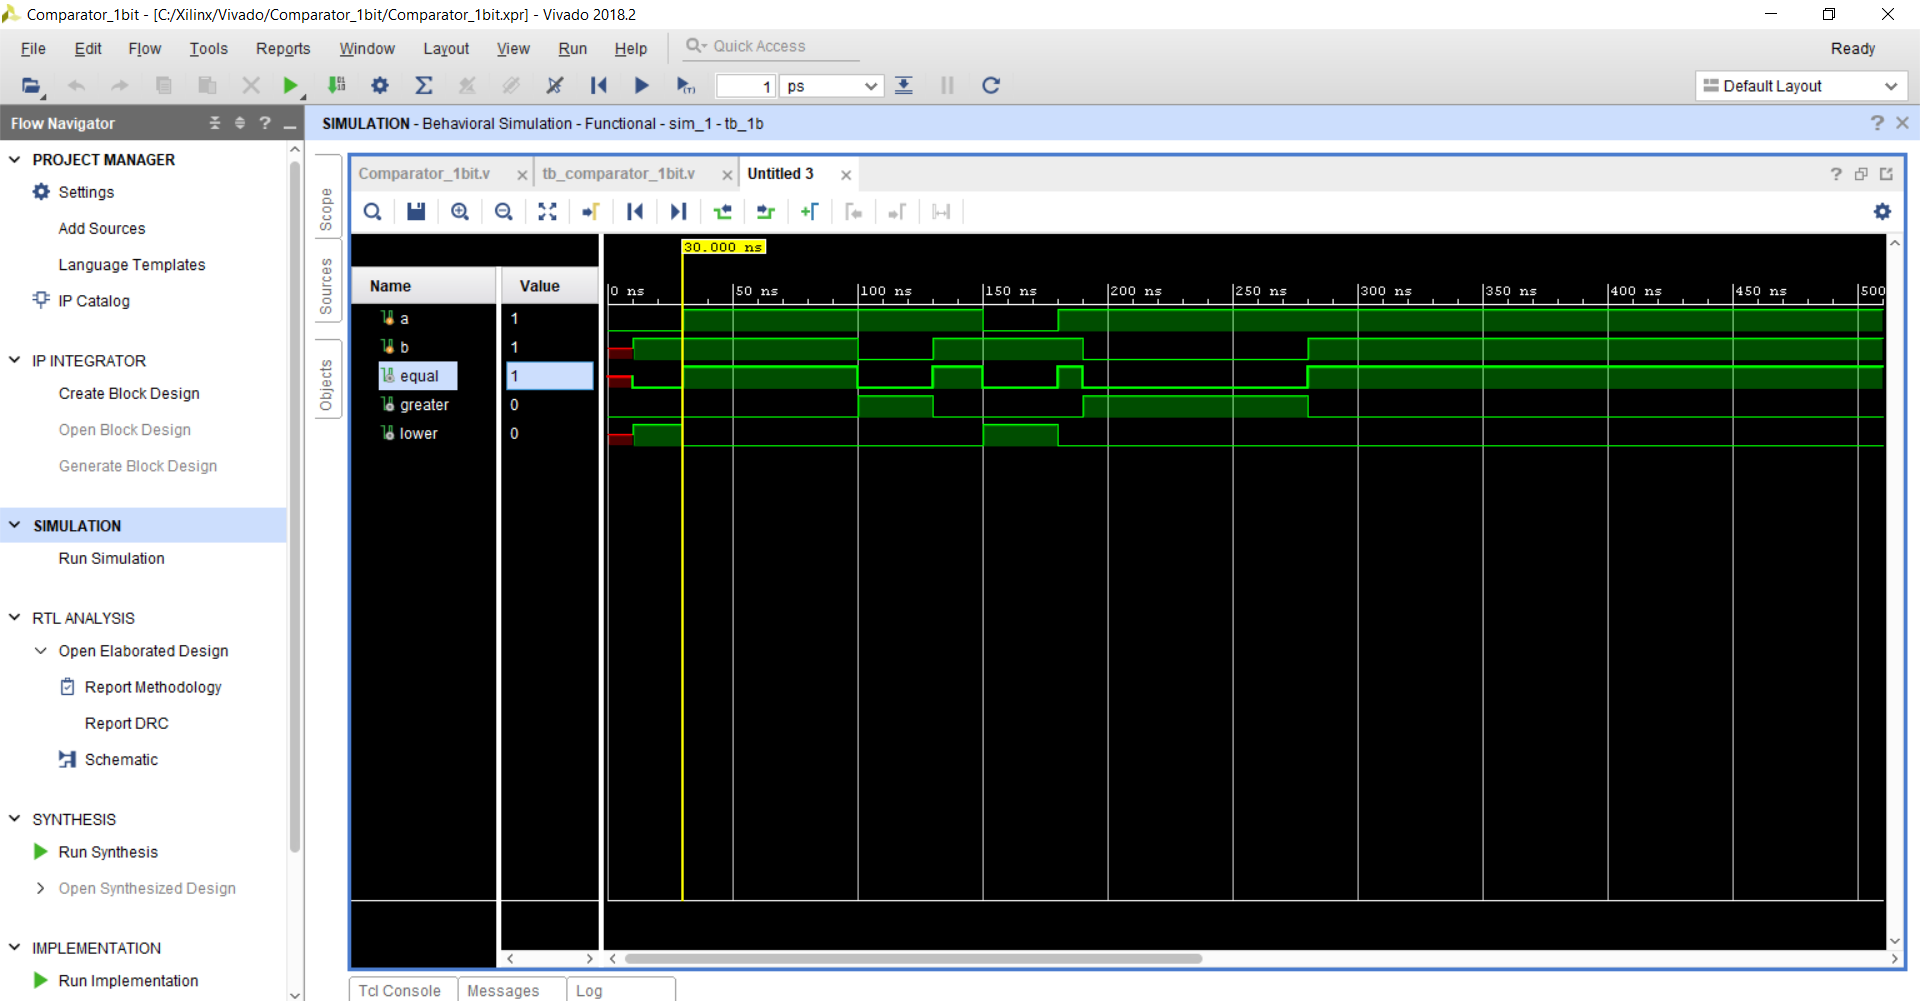 Comparator_1bit - [C:/Xilinx/Vivado/Comparator_1bit/Comparator_1bit.xpr] - Vivado 2018.2
File Edit Flow Tools Reports Window Layout View Run Help Quick Access Ready
1 ps Default Layout
Flow Navigator
SIMULATION - Behavioral Simulation - Functional - sim_1 - tb_1b
PROJECT MANAGER
Settings
Add Sources
Language Templates
IP Catalog
IP INTEGRATOR
Create Block Design
Open Block Design
Generate Block Design
SIMULATION
Run Simulation
RTL ANALYSIS
Open Elaborated Design
Report Methodology
Report DRC
Schematic
SYNTHESIS
Run Synthesis
Open Synthesized Design
IMPLEMENTATION
Run Implementation
Scope
Sources
Objects
Comparator_1bit.v tb_comparator_1bit.v Untitled 3
30.000 ns
Name Value
0 ns 50 ns 100 ns 150 ns 200 ns 250 ns 300 ns 350 ns 400 ns 450 ns 500
a 1
b 1
equal 1
greater 0
lower 0
Tcl Console Messages Log